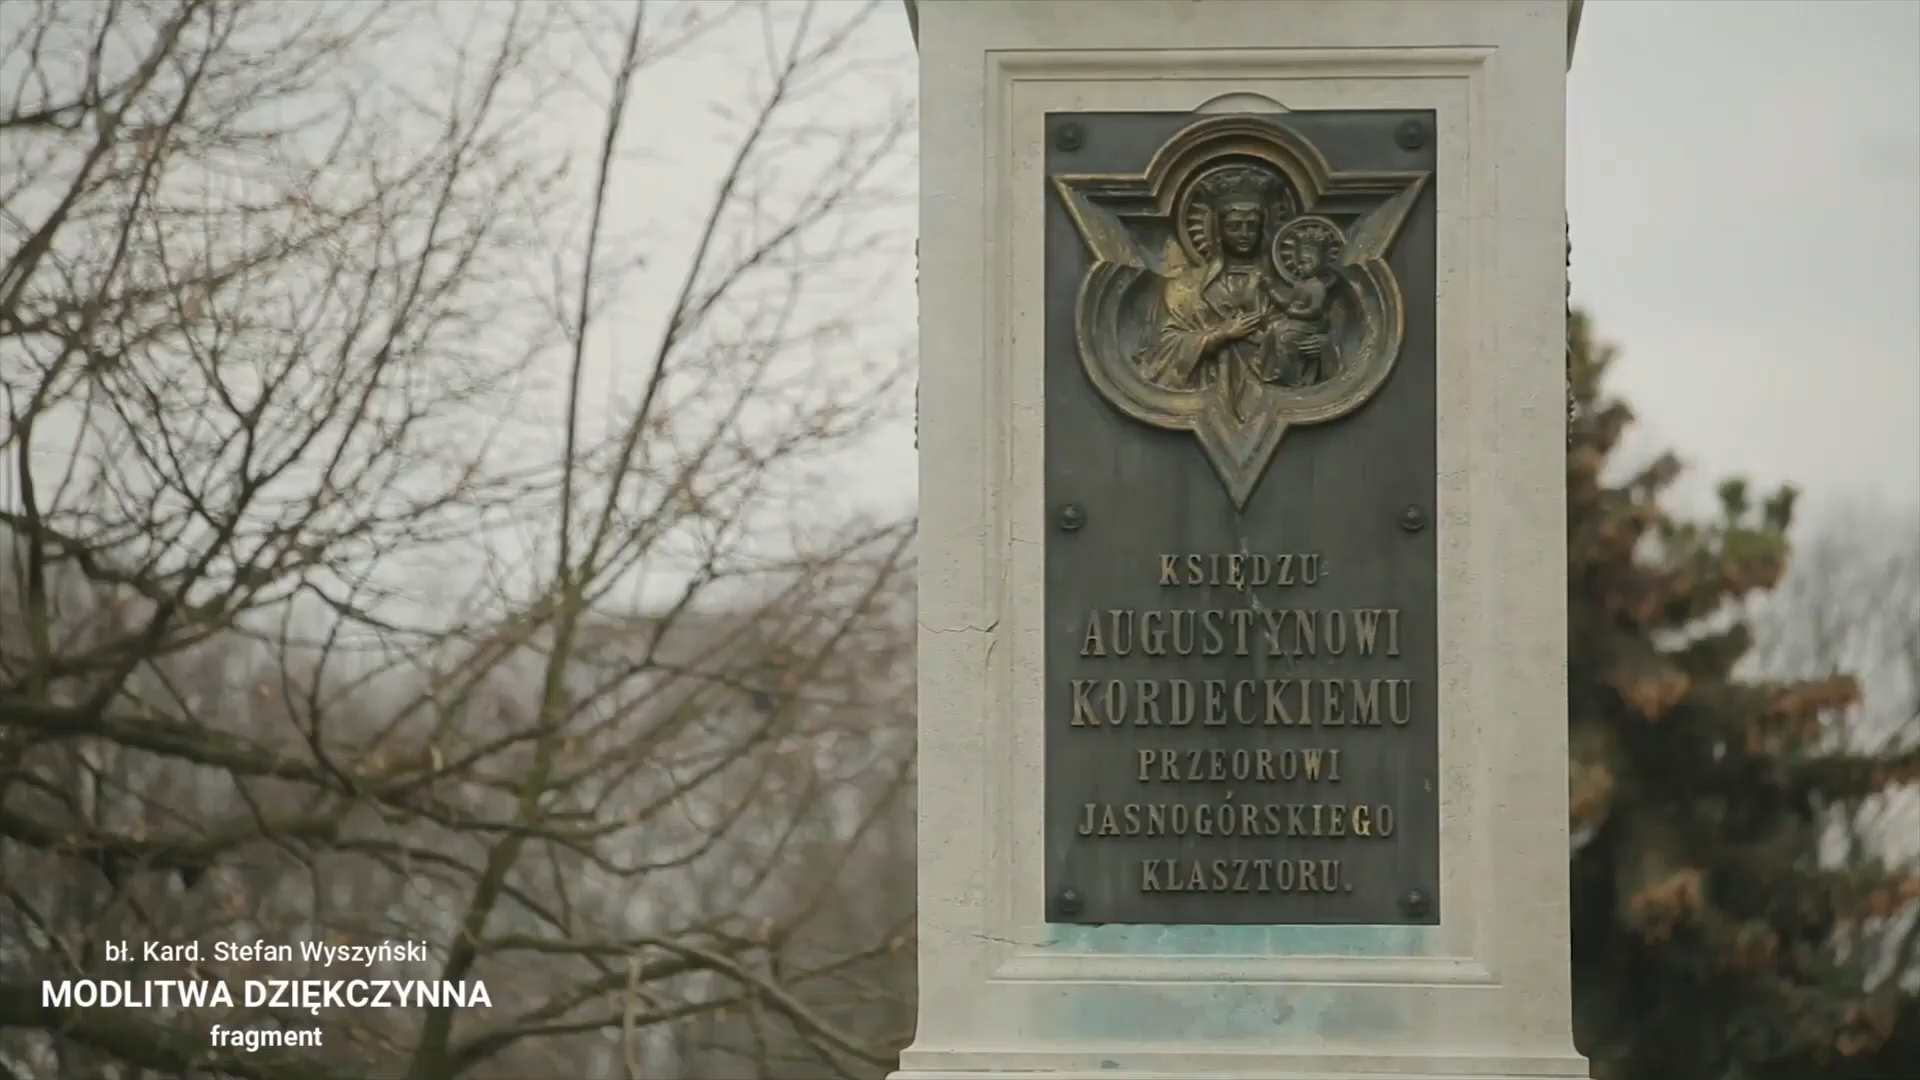 KSIĘDZU
AUGUSTYNOWI
KORDECKIEMU
PRZEOROWI
JASNOGÓRSKIEGO
KLASZTORU.
bł. Kard. Stefan Wyszyński
MODLITWA DZIĘKCZYNNA
fragment